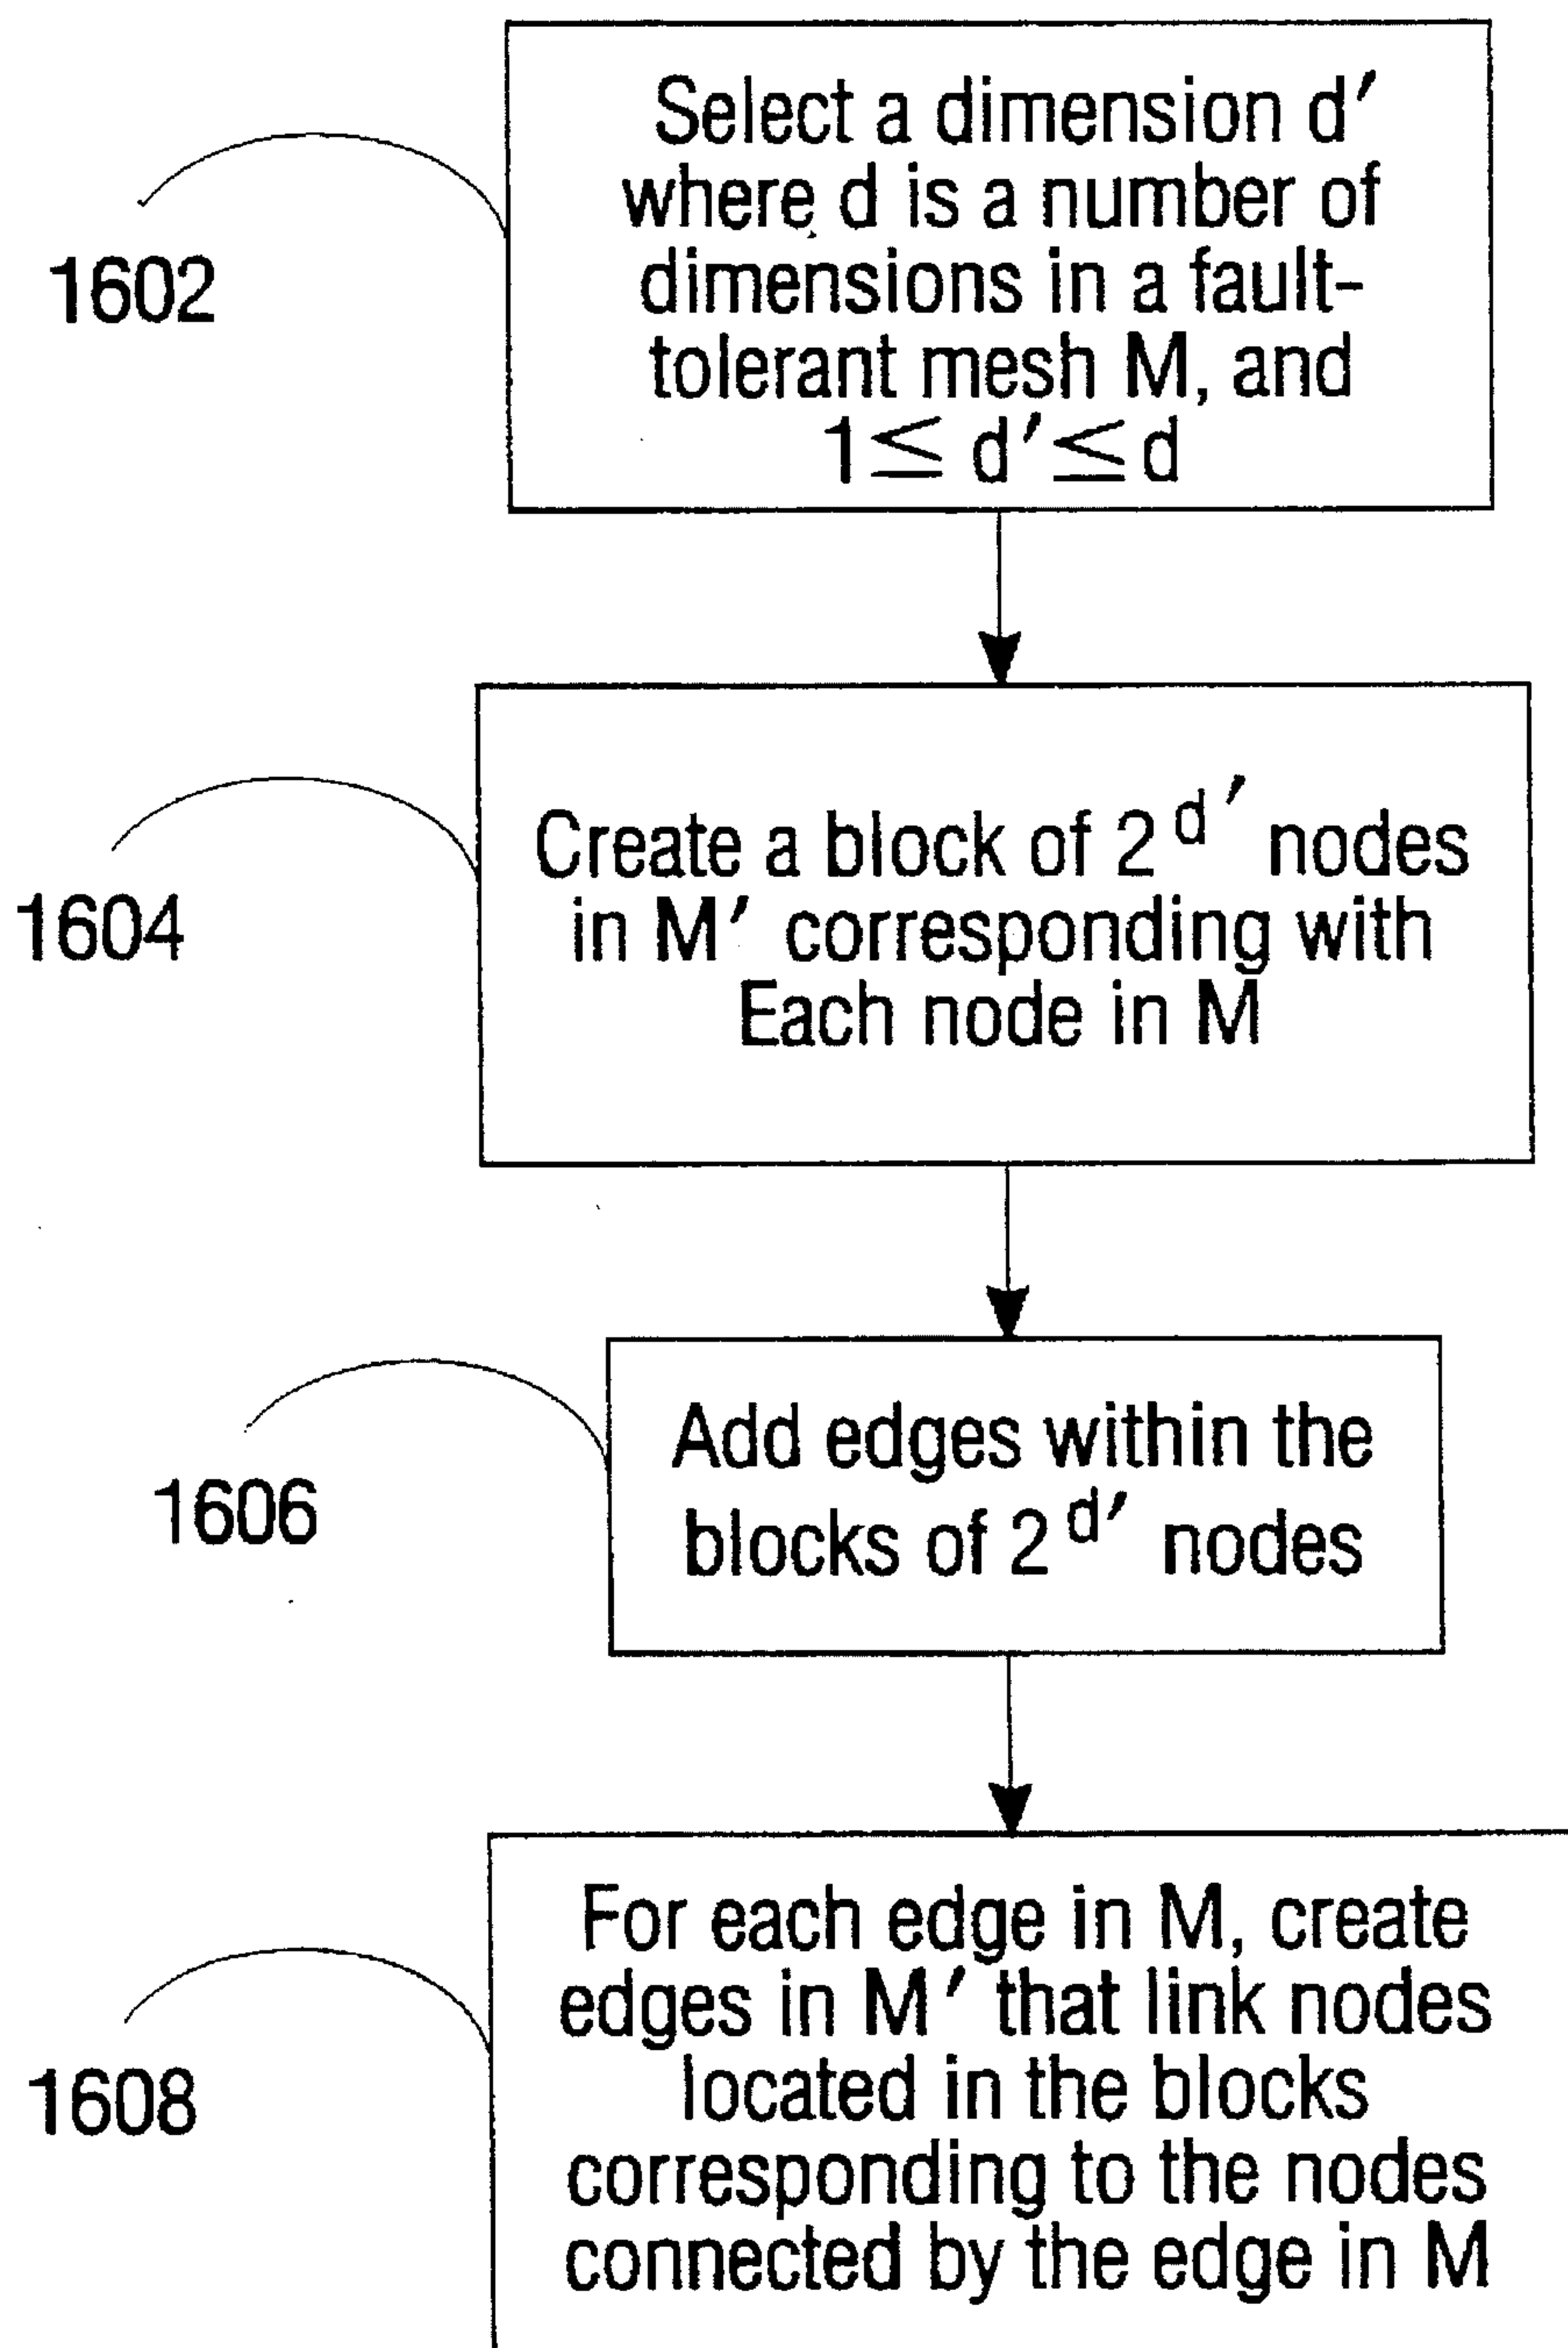 Select a dimension d′
where d is a number of
dimensions in a fault-
tolerant mesh M, and
1≤ d′≤d
1602
Create a block of 2^d′ nodes
in M′ corresponding with
Each node in M
1604
Add edges within the
blocks of 2^d′ nodes
1606
For each edge in M, create
edges in M′ that link nodes
located in the blocks
corresponding to the nodes
connected by the edge in M
1608